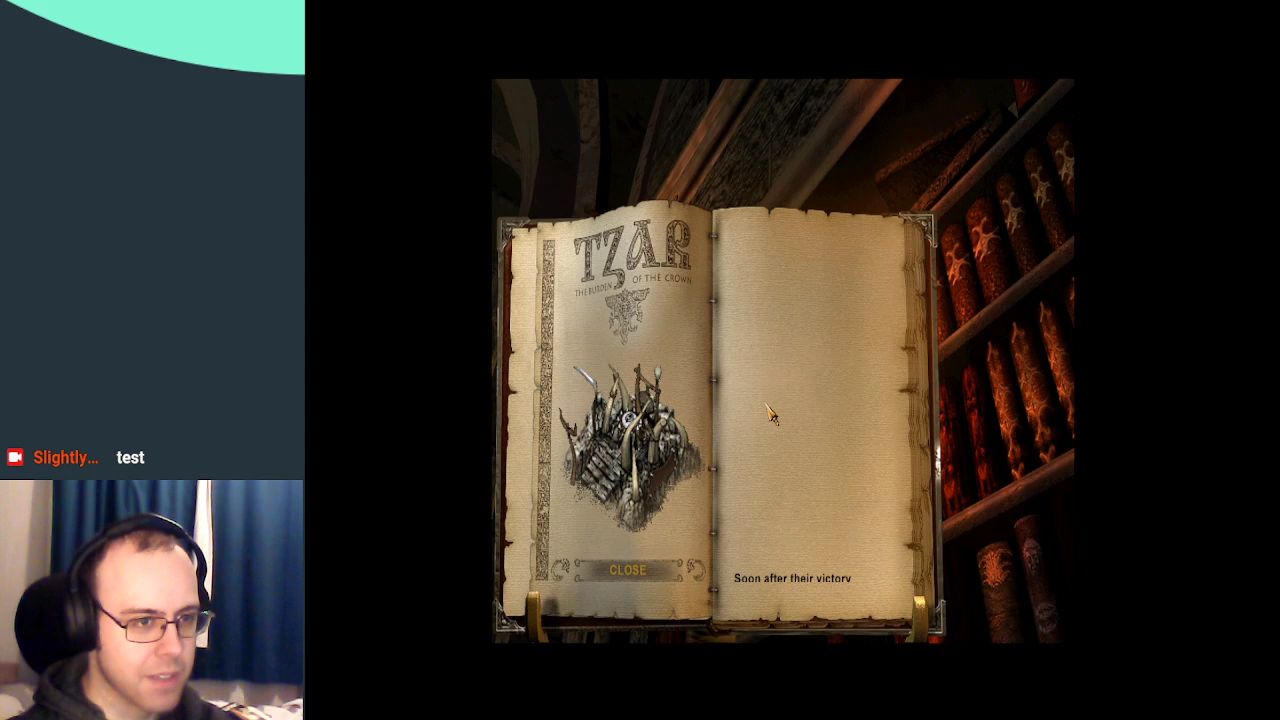 TZAR
THE BURDEN OF THE CROWN
Slightly... test
CLOSE
Soon after their victory